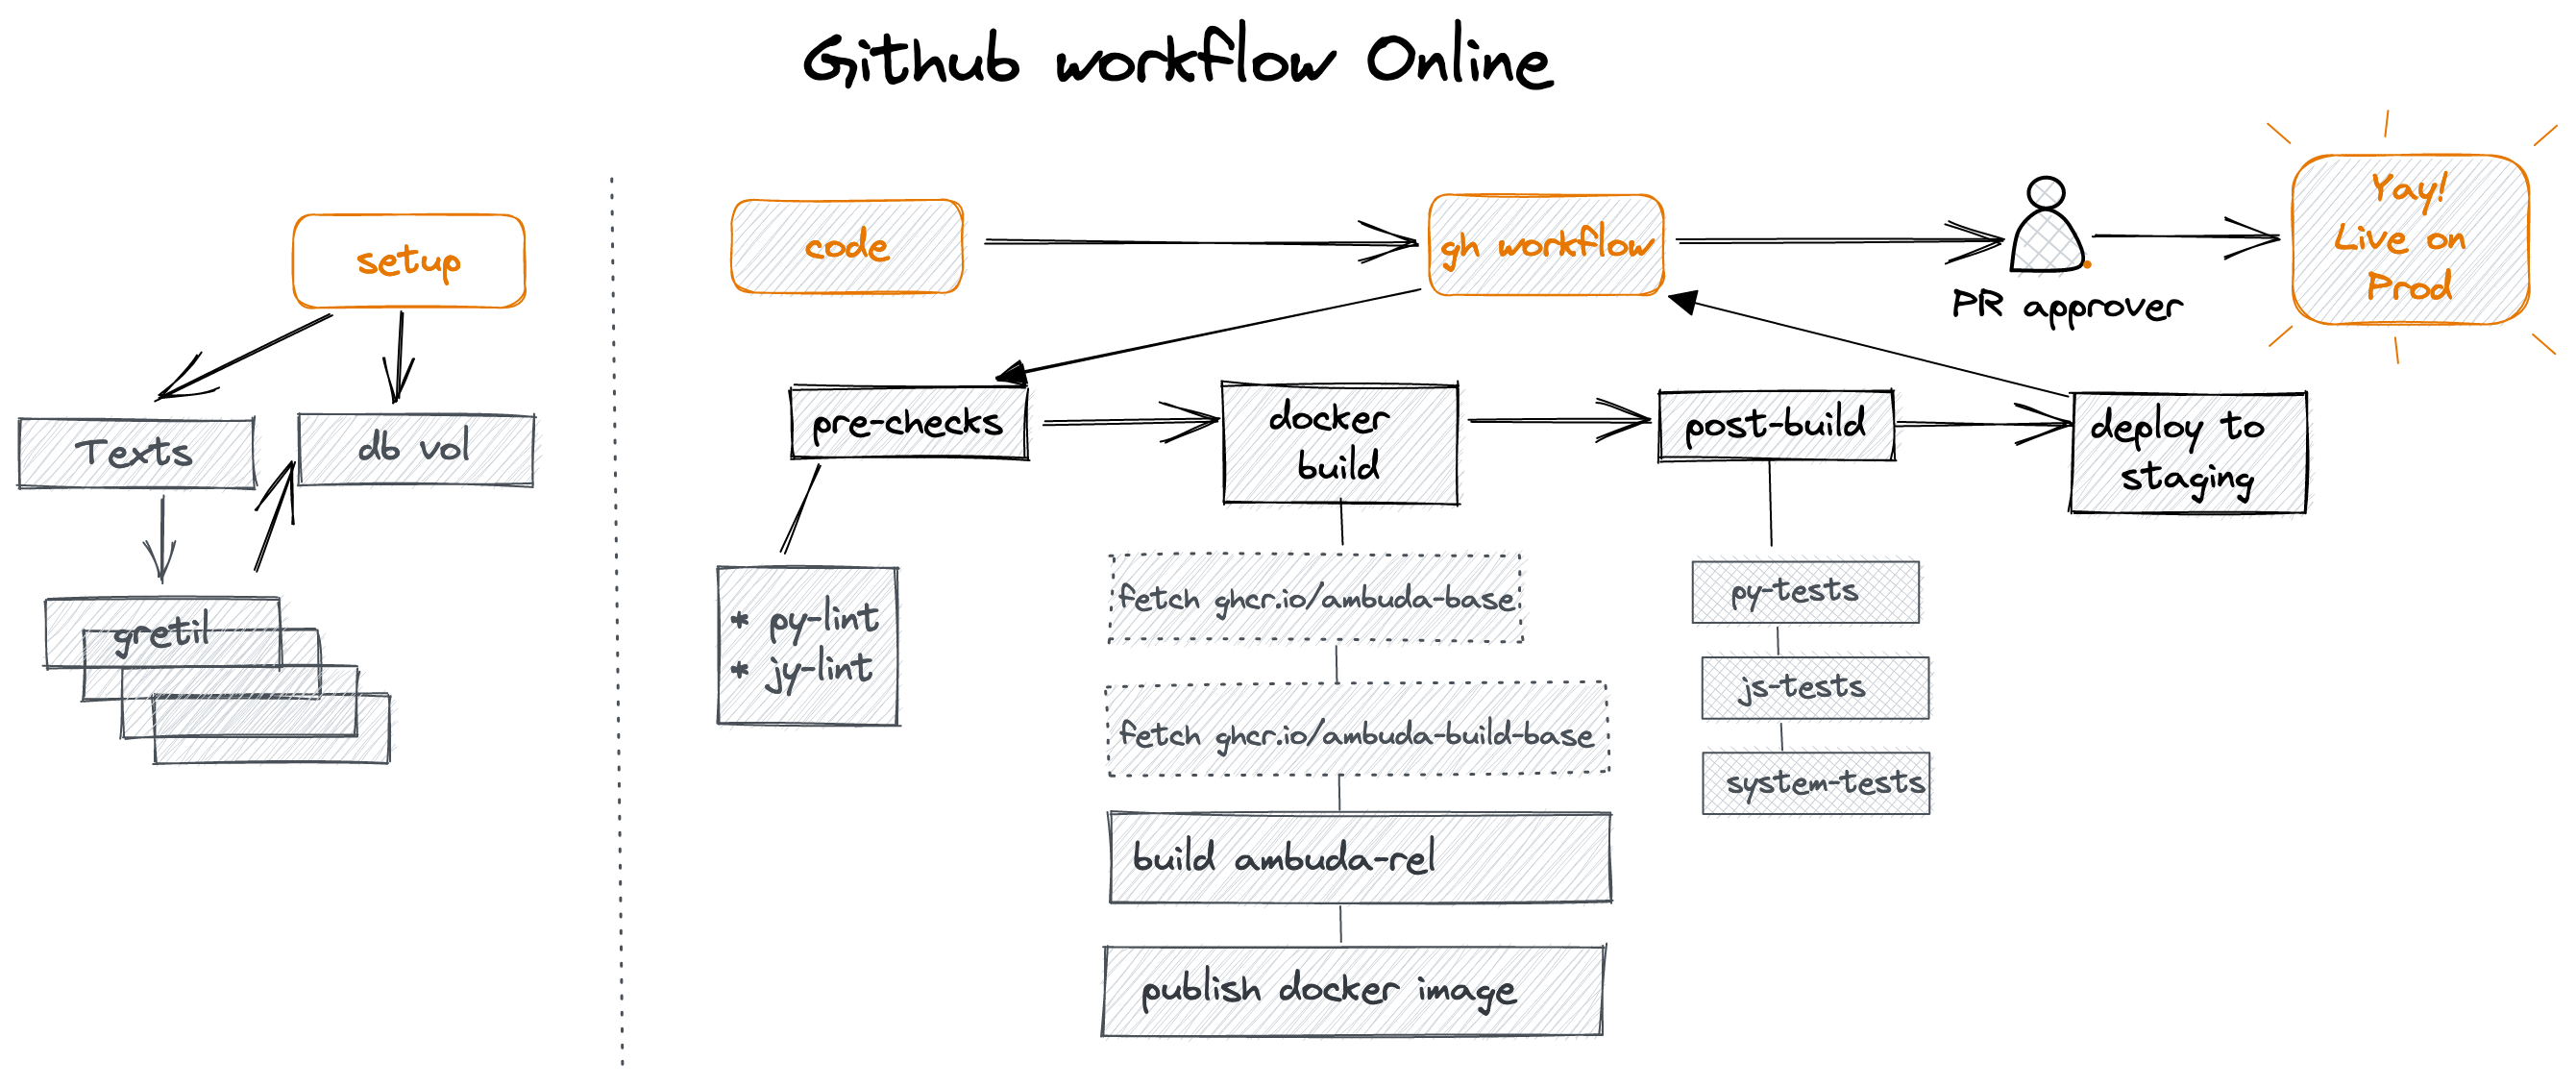 Github workflow Online
setup
Texts
db vol
gretil
code
gh workflow
PR approver
Yay!
Live on
Prod
pre-checks
docker
build
post-build
deploy to
staging
* py-lint
* jy-lint
fetch ghcr.io/ambuda-base
fetch ghcr.io/ambuda-build-base
build ambuda-rel
publish docker image
py-tests
js-tests
system-tests